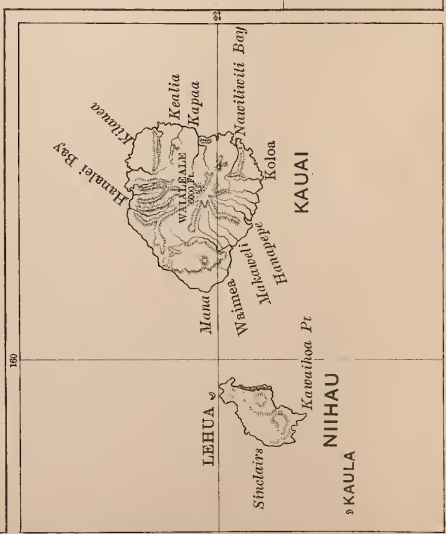 22
160
Hanalei Bay
Kilauea
Kealia
Kapaa
Nawiliwili Bay
WAIALEALE
6000 Ft.
Koloa
KAUAI
Mana
Waimea
Makaweli
Hanapepe
LEHUA
Kawaihoa Pt
NIIHAU
Sinclairs
KAULA